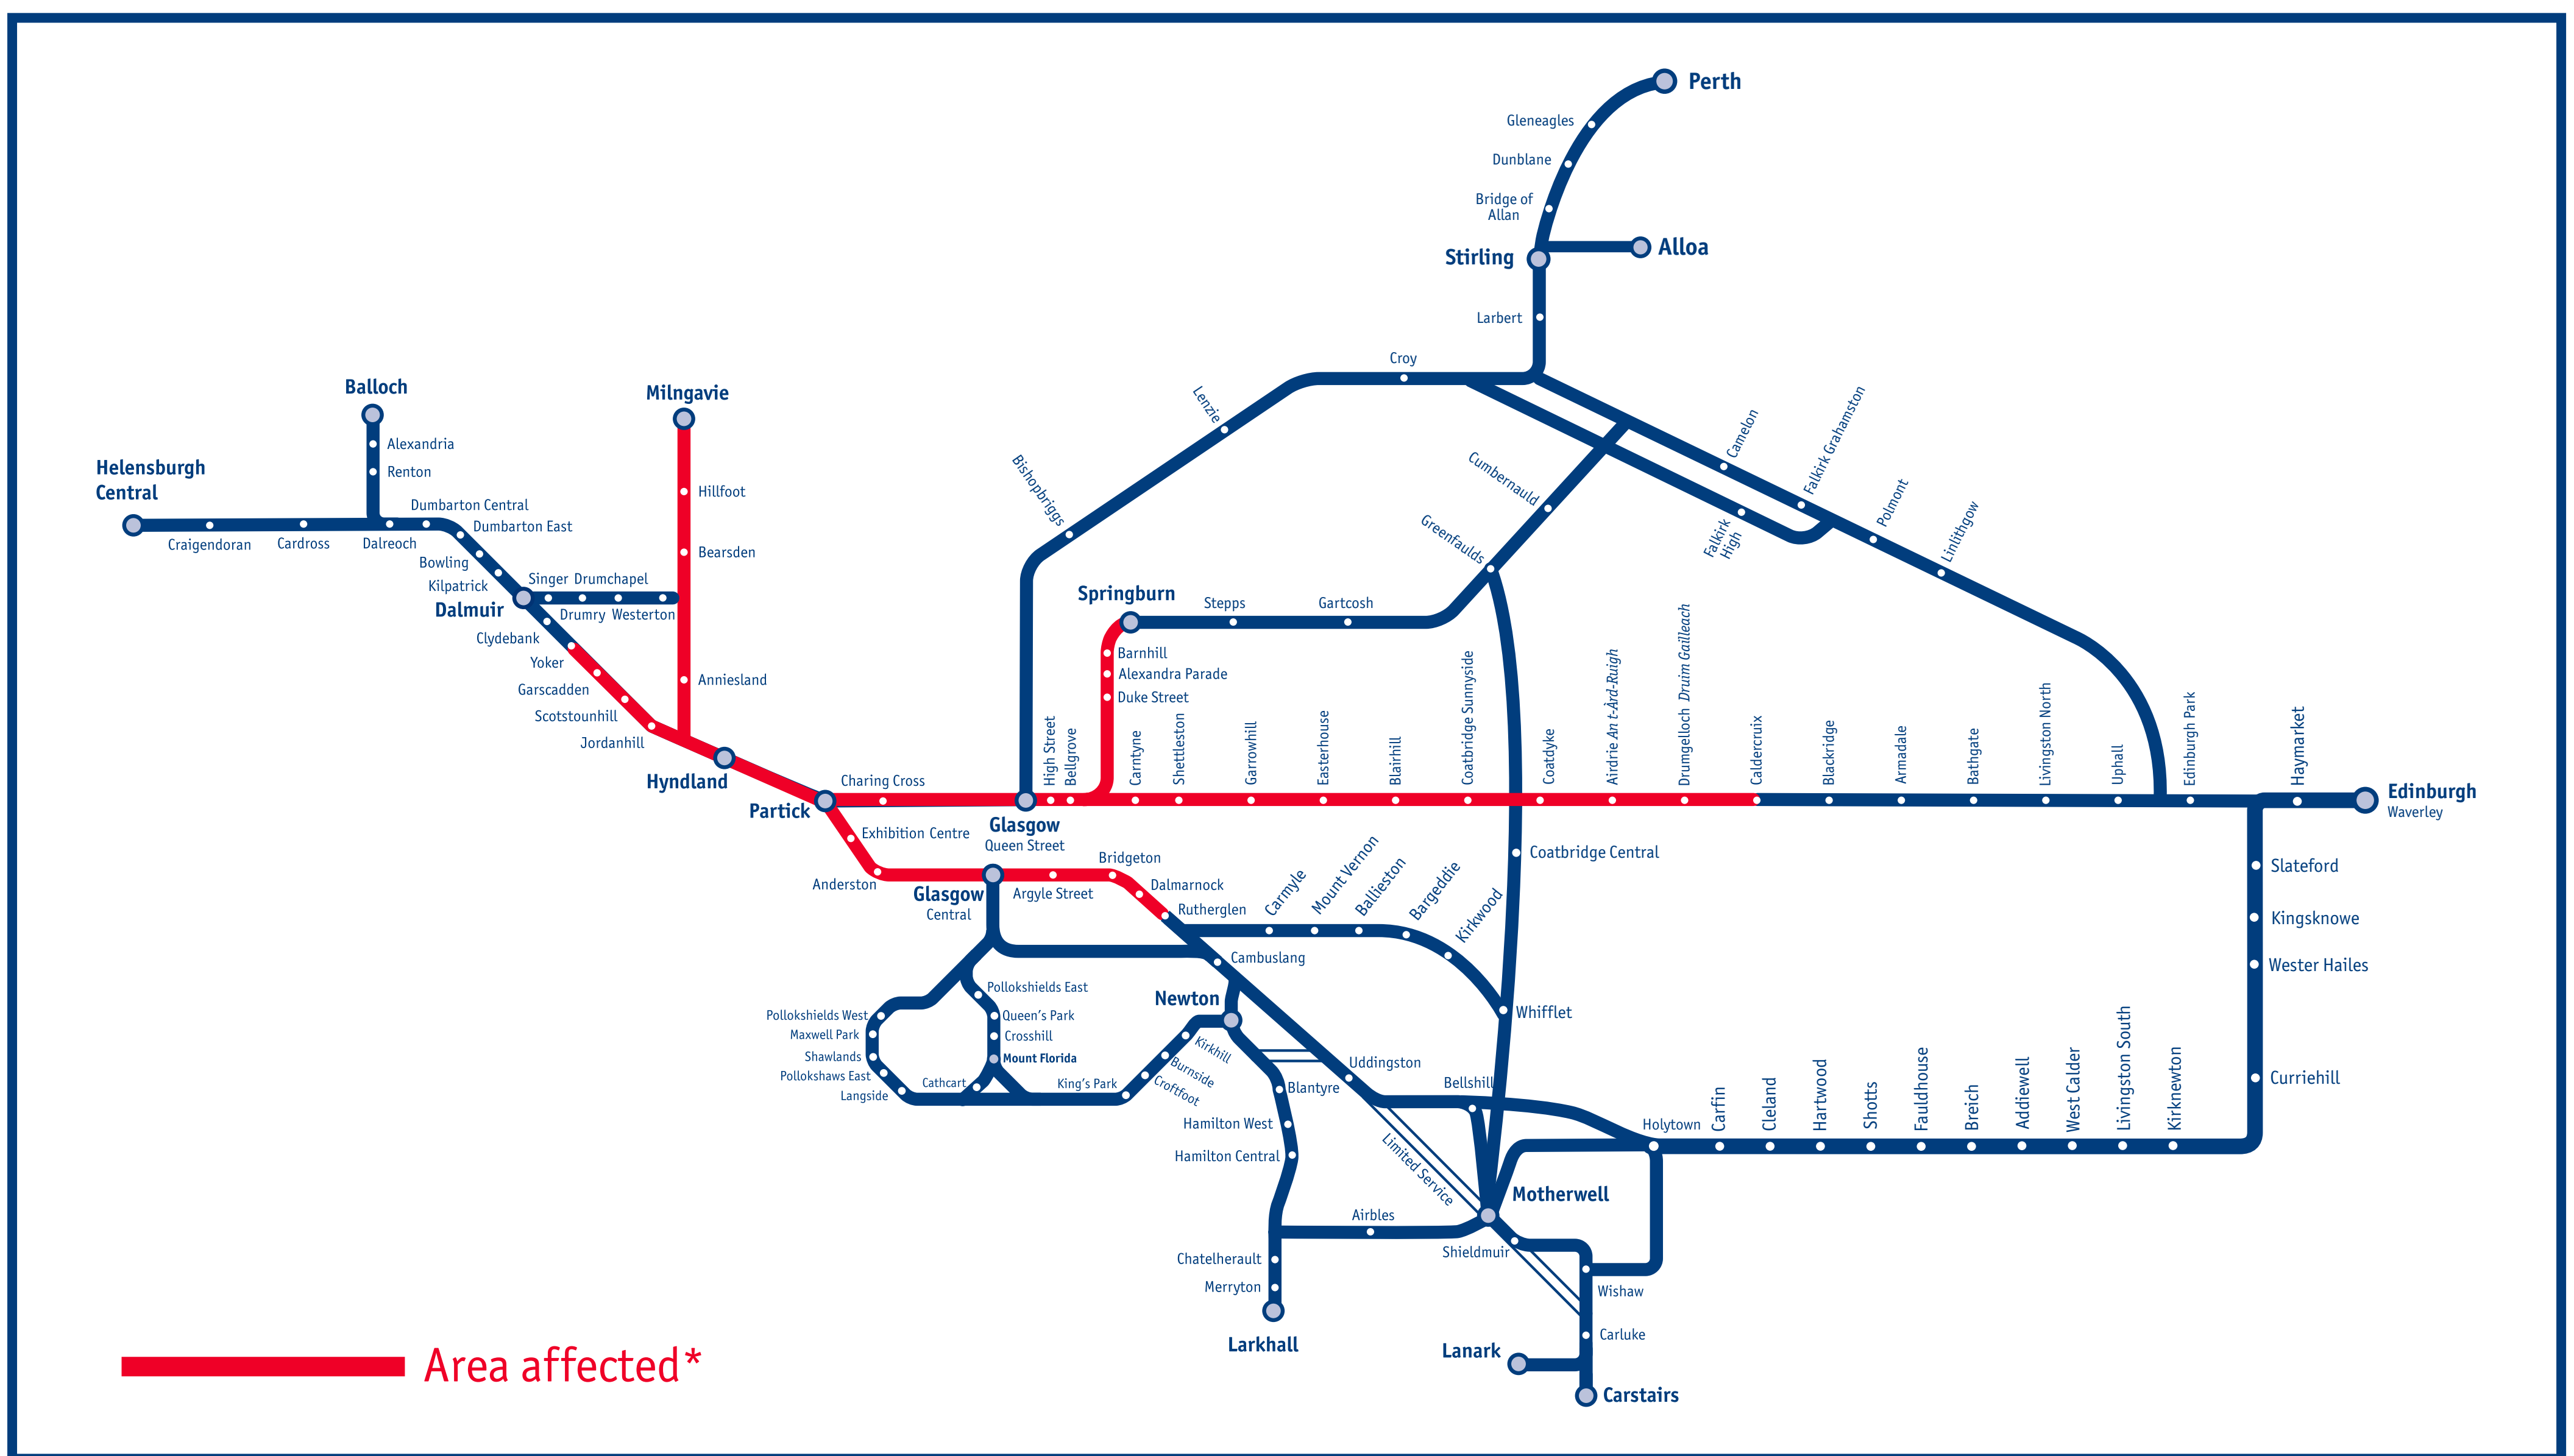 Perth
Gleneagles
Dunblane
Bridge of
Allan
Stirling
Alloa
Larbert
Croy
Lenzie
Bishopbriggs
Camelon
Falkirk Grahamston
Polmont
Linlithgow
Falkirk
High
Cumbernauld
Greenfaulds
Balloch
Alexandria
Renton
Milngavie
Hillfoot
Bearsden
Anniesland
Helensburgh
Central
Craigendoran
Cardross
Dalreoch
Dumbarton Central
Dumbarton East
Bowling
Kilpatrick
Dalmuir
Singer
Drumchapel
Drumry
Westerton
Clydebank
Yoker
Garscadden
Scotstounhill
Jordanhill
Hyndland
Partick
Charing Cross
Exhibition Centre
Anderston
Glasgow
Queen Street
Springburn
Stepps
Gartcosh
Barnhill
Alexandra Parade
Duke Street
High Street
Bellgrove
Carntyne
Shettleston
Garrowhill
Easterhouse
Blairhill
Coatbridge Sunnyside
Coatdyke
Airdrie An t-Àrd-Ruigh
Drumgelloch Druim Gailleach
Caldercruix
Blackridge
Armadale
Bathgate
Livingston North
Uphall
Edinburgh Park
Haymarket
Edinburgh
Waverley
Glasgow
Central
Argyle Street
Bridgeton
Dalmarnock
Rutherglen
Carmyle
Mount Vernon
Ballieston
Bargeddie
Kirkwood
Coatbridge Central
Whifflet
Cambuslang
Newton
Pollokshields East
Queen's Park
Crosshill
Mount Florida
Pollokshields West
Maxwell Park
Shawlands
Pollokshaws East
Langside
Cathcart
King's Park
Croftfoot
Burnside
Kirkhill
Uddingston
Bellshill
Blantyre
Hamilton West
Hamilton Central
Limited Service
Airbles
Chatelherault
Merryton
Larkhall
Motherwell
Shieldmuir
Wishaw
Carluke
Lanark
Carstairs
Holytown
Carfin
Cleland
Hartwood
Shotts
Fauldhouse
Breich
Addiewell
West Calder
Livingston South
Kirknewton
Slateford
Kingsknowe
Wester Hailes
Curriehill
Area affected*